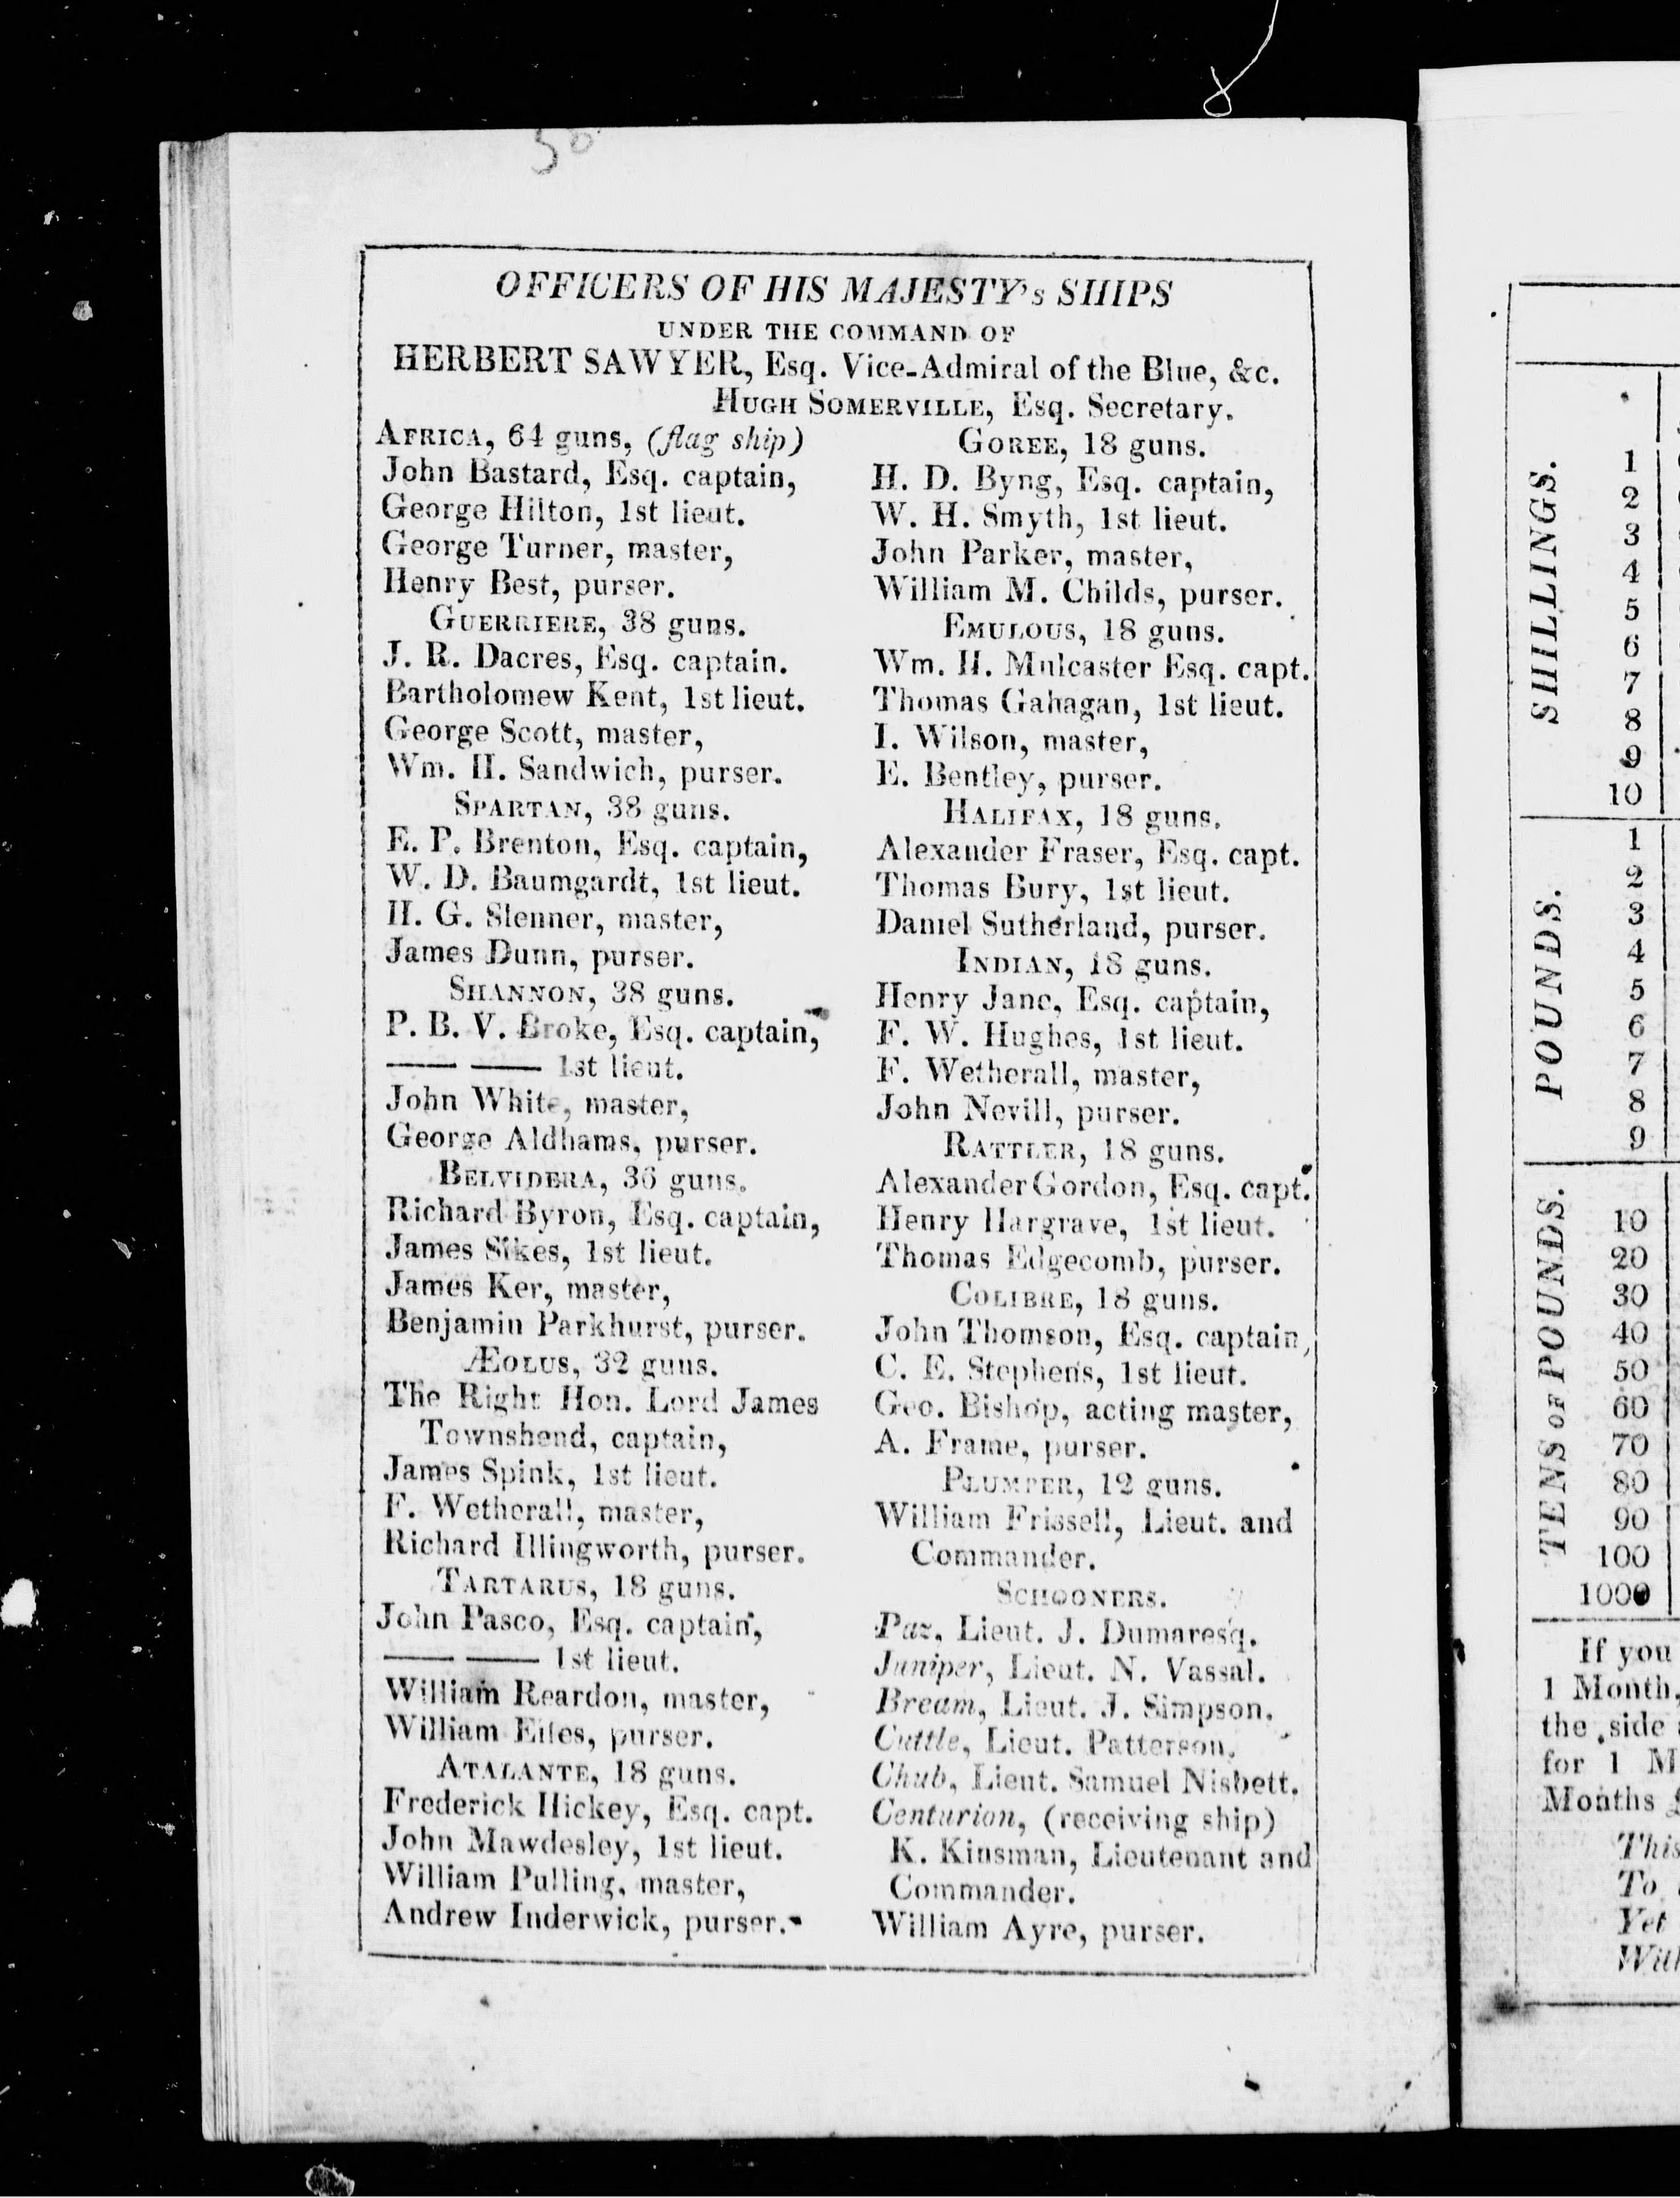 30
OFFICERS OF HIS MAJESTY's SHIPS
UNDER THE COMMAND OF
HERBERT SAWYER, Esq. Vice-Admiral of the Blue, &c.
HUGH SOMERVILLE, Esq. Secretary.
AFRICA, 64 guns, (flag ship)
John Bastard, Esq. captain,
George Hilton, 1st lieut.
George Turner, master,
Henry Best, purser.
GUERRIERE, 38 guns.
J. R. Dacres, Esq. captain.
Bartholomew Kent, 1st lieut.
George Scott, master,
Wm. H. Sandwich, purser.
SPARTAN, 38 guns.
E. P. Brenton, Esq. captain,
W. D. Baumgardt, 1st lieut.
H. G. Slenner, master,
James Dunn, purser.
SHANNON, 38 guns.
P. B. V. Broke, Esq. captain,
—— —— 1st lieut.
John White, master,
George Aldhams, purser.
BELVIDERA, 36 guns.
Richard Byron, Esq. captain,
James Sikes, 1st lieut.
James Ker, master,
Benjamin Parkhurst, purser.
ÆOLUS, 32 guns.
The Right Hon. Lord James
Townshend, captain,
James Spink, 1st lieut.
F. Wetherall, master,
Richard Illingworth, purser.
TARTARUS, 18 guns.
John Pasco, Esq. captain,
—— —— 1st lieut.
William Reardon, master,
William Eiles, purser.
ATALANTE, 18 guns.
Frederick Hickey, Esq. capt.
John Mawdesley, 1st lieut.
William Pulling, master,
Andrew Inderwick, purser.
GOREE, 18 guns.
H. D. Byng, Esq. captain,
W. H. Smyth, 1st lieut.
John Parker, master,
William M. Childs, purser.
EMULOUS, 18 guns.
Wm. H. Mulcaster Esq. capt.
Thomas Gahagan, 1st lieut.
I. Wilson, master,
E. Bentley, purser.
HALIFAX, 18 guns.
Alexander Fraser, Esq. capt.
Thomas Bury, 1st lieut.
Daniel Sutherland, purser.
INDIAN, 18 guns.
Henry Jane, Esq. captain,
F. W. Hughes, 1st lieut.
F. Wetherall, master,
John Nevill, purser.
RATTLER, 18 guns.
Alexander Gordon, Esq. capt.
Henry Hargrave, 1st lieut.
Thomas Edgecomb, purser.
COLIBRE, 18 guns.
John Thomson, Esq. captain,
C. E. Stephens, 1st lieut.
Geo. Bishop, acting master,
A. Frame, purser.
PLUMPER, 12 guns.
William Frissell, Lieut. and
Commander.
SCHOONERS.
Paz, Lieut. J. Dumaresq.
Juniper, Lieut. N. Vassal.
Bream, Lieut. J. Simpson.
Cuttle, Lieut. Patterson.
Chub, Lieut. Samuel Nisbett.
Centurion, (receiving ship)
K. Kinsman, Lieutenant and
Commander.
William Ayre, purser.
SHILLINGS.
1
2
3
4
5
6
7
8
9
10
POUNDS.
1
2
3
4
5
6
7
8
9
TENS OF POUNDS.
10
20
30
40
50
60
70
80
90
100
1000
If you
1 Month,
the side
for 1 M
Months
This
To
Yet
With